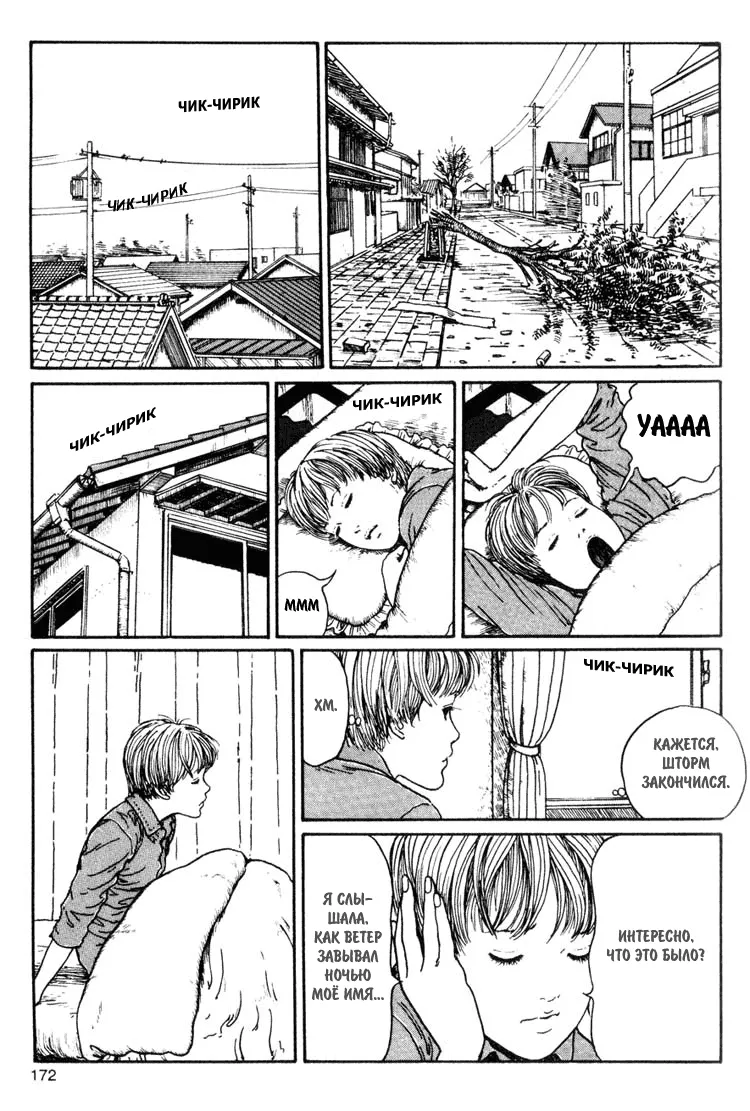 ЧИК-ЧИРИК
ЧИК-ЧИРИК
ЧИК-ЧИРИК
ЧИК-ЧИРИК
МММ
УАААА
ХМ.
ЧИК-ЧИРИК
КАЖЕТСЯ,
ШТОРМ
ЗАКОНЧИЛСЯ.
Я СЛЫ-
ШАЛА,
КАК ВЕТЕР
ЗАВЫВАЛ
НОЧЬЮ
МОЁ ИМЯ...
ИНТЕРЕСНО,
ЧТО ЭТО БЫЛО?
172